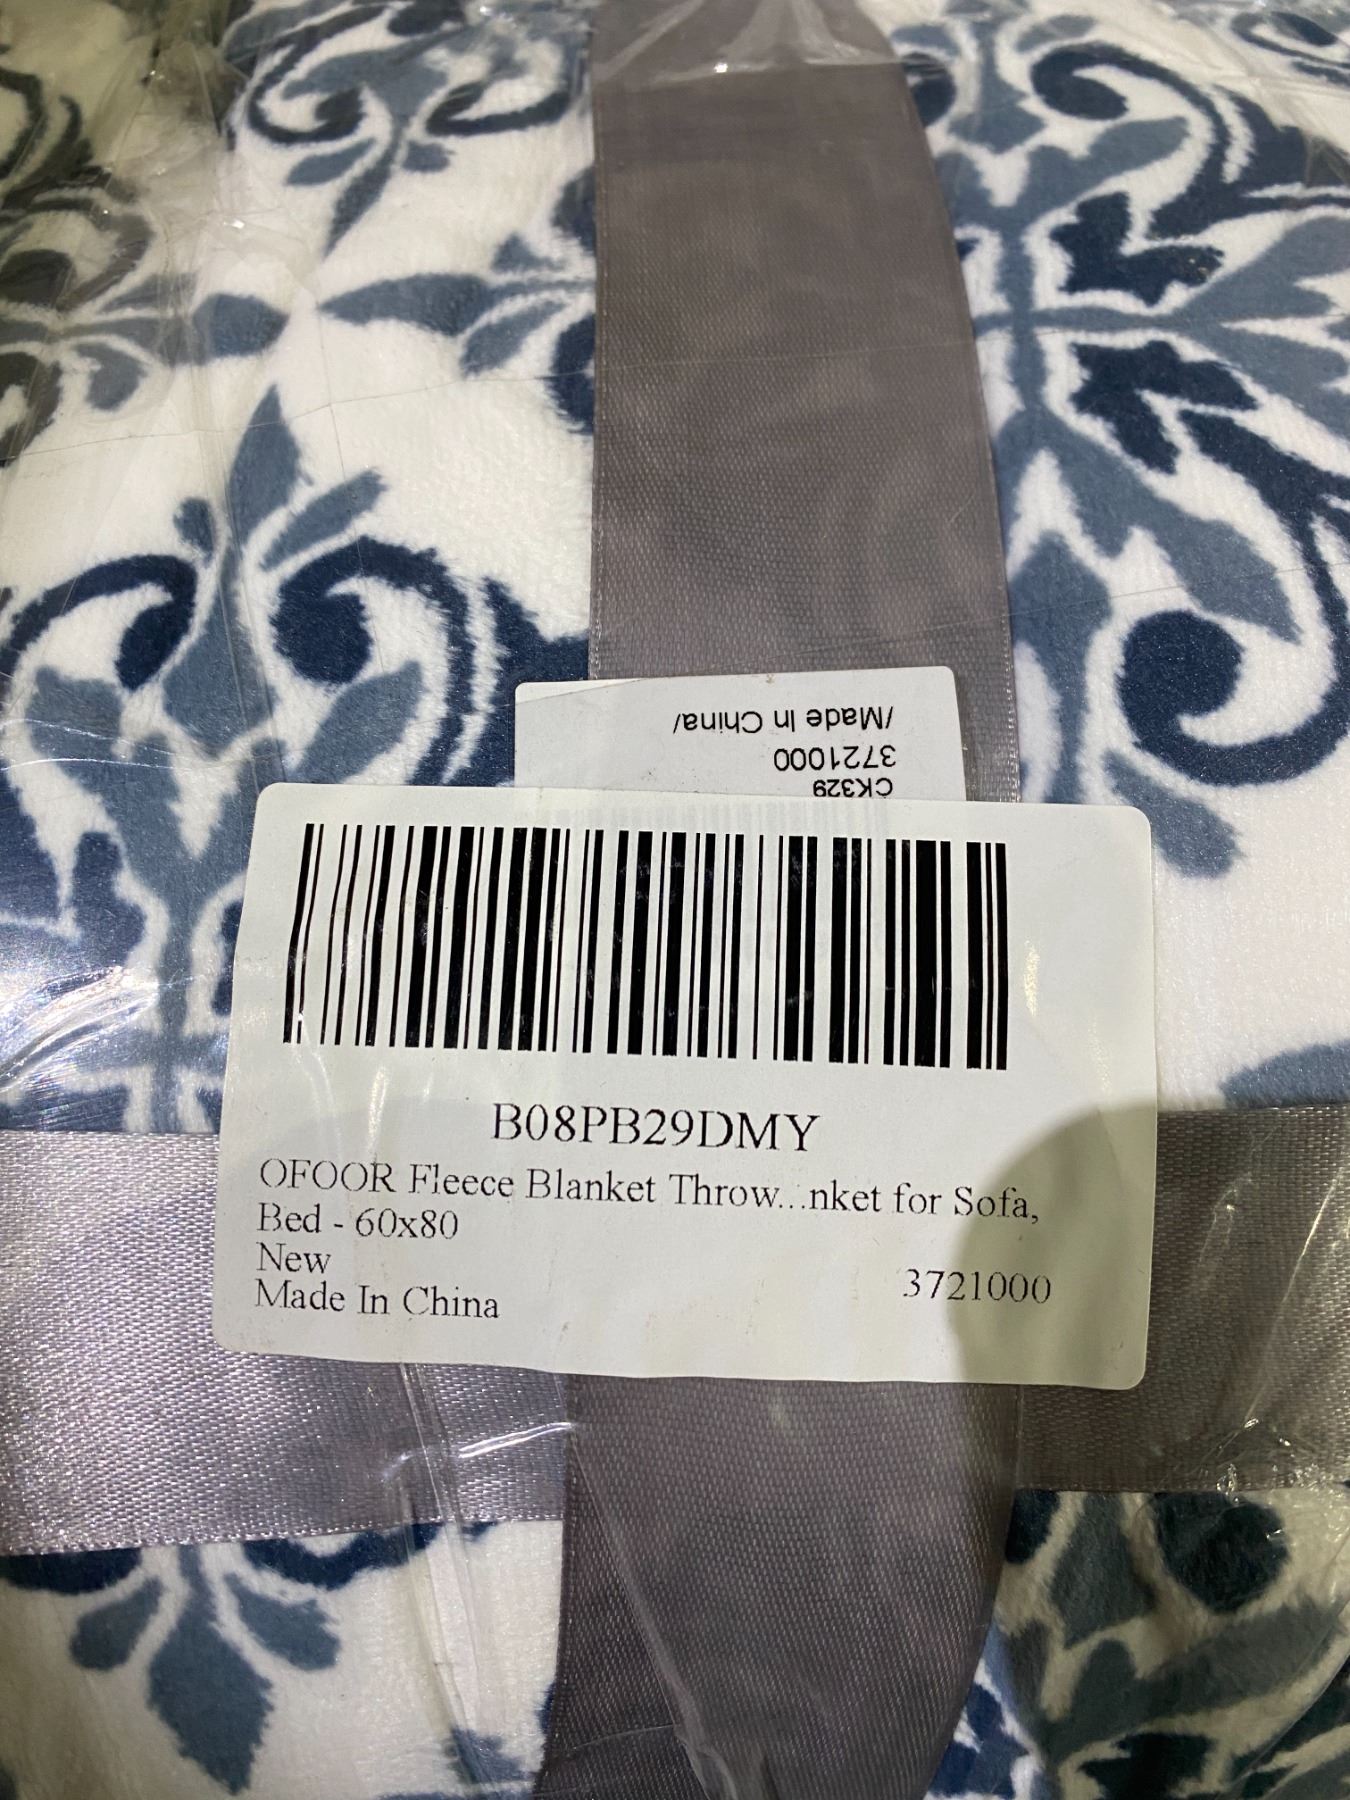 /Made In China/
3721000
CK329
B08PB29DMY
OFOOR Fleece Blanket Throw...nket for Sofa,
Bed - 60x80
New
3721000
Made In China